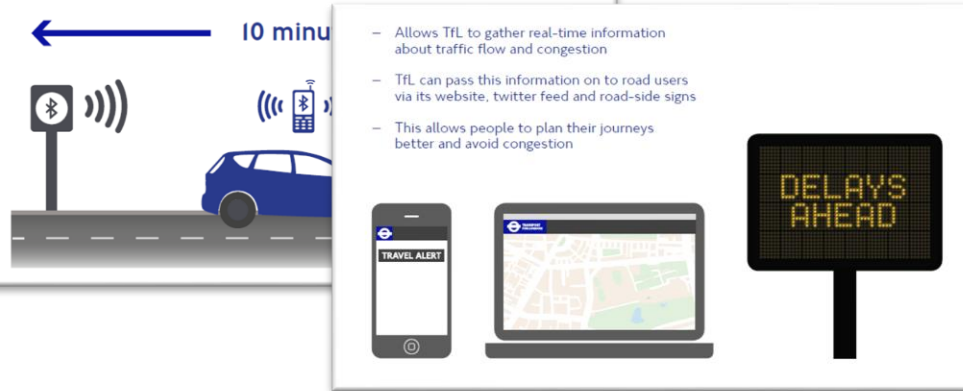 10 minu
– Allows TfL to gather real-time information
about traffic flow and congestion
– TfL can pass this information on to road users
via its website, twitter feed and road-side signs
– This allows people to plan their journeys
better and avoid congestion
TRAVEL ALERT
DELAYS
AHEAD